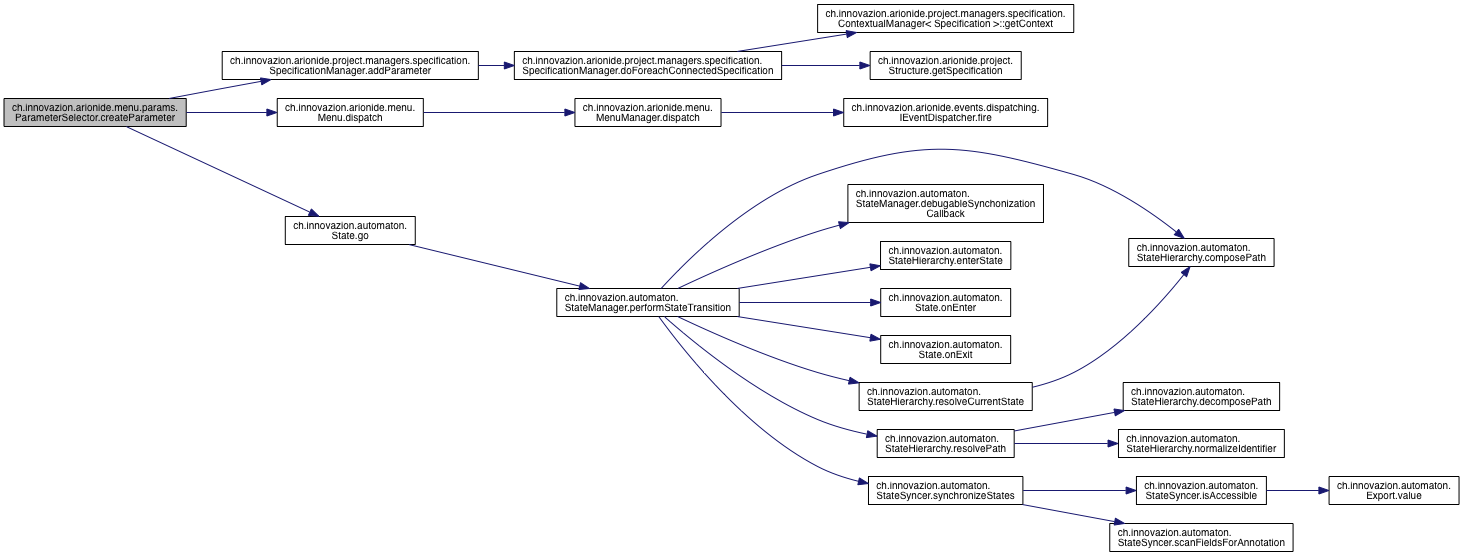 ch.innovazion.arionide.menu.params.
ParameterSelector.createParameter
ch.innovazion.arionide.project.managers.specification.
SpecificationManager.addParameter
ch.innovazion.arionide.project.managers.specification.
SpecificationManager.doForeachConnectedSpecification
ch.innovazion.arionide.project.managers.specification.
ContextualManager< Specification >::getContext
ch.innovazion.arionide.project.
Structure.getSpecification
ch.innovazion.arionide.menu.
Menu.dispatch
ch.innovazion.arionide.menu.
MenuManager.dispatch
ch.innovazion.arionide.events.dispatching.
IEventDispatcher.fire
ch.innovazion.automaton.
State.go
ch.innovazion.automaton.
StateManager.performStateTransition
ch.innovazion.automaton.
StateManager.debugableSynchonization
Callback
ch.innovazion.automaton.
StateHierarchy.enterState
ch.innovazion.automaton.
State.onEnter
ch.innovazion.automaton.
State.onExit
ch.innovazion.automaton.
StateHierarchy.resolveCurrentState
ch.innovazion.automaton.
StateHierarchy.composePath
ch.innovazion.automaton.
StateHierarchy.resolvePath
ch.innovazion.automaton.
StateHierarchy.decomposePath
ch.innovazion.automaton.
StateHierarchy.normalizeIdentifier
ch.innovazion.automaton.
StateSyncer.synchronizeStates
ch.innovazion.automaton.
StateSyncer.isAccessible
ch.innovazion.automaton.
Export.value
ch.innovazion.automaton.
StateSyncer.scanFieldsForAnnotation